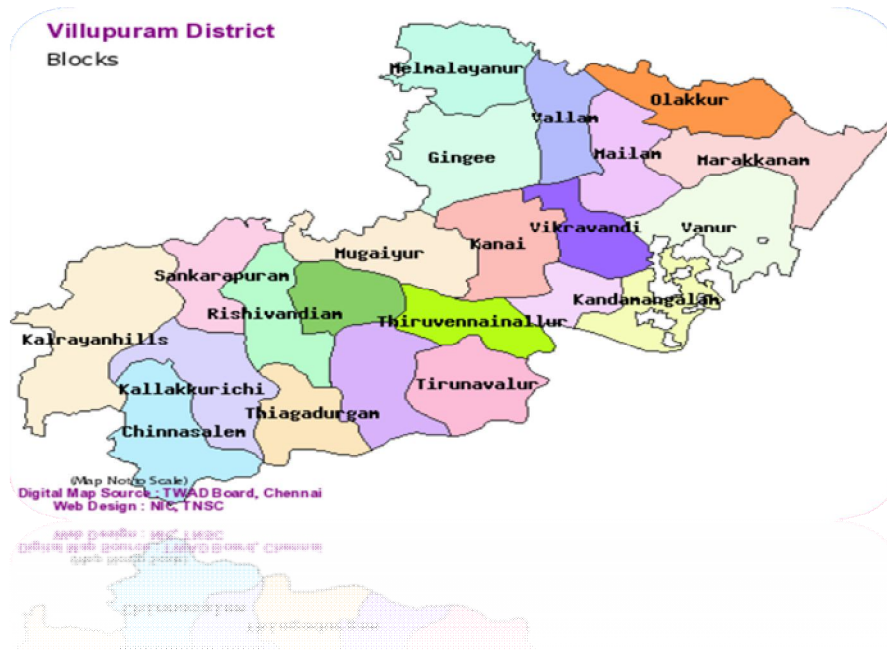 Villupuram District
Blocks
Melmalayanur
Olakkur
Vallam
Mailam
Gingee
Marakkanam
Vikravandi
Vanur
Kanai
Mugaiyur
Sankarapuram
Kandamangalam
Rishivandiam
Thiruvennainallur
Kalrayanhills
Kallakkurichi
Tirunavalur
Thiagadurgam
Chinnasalem
(Map Not to Scale)
Digital Map Source : TWAD Board, Chennai
Web Design : NIC, TNSC